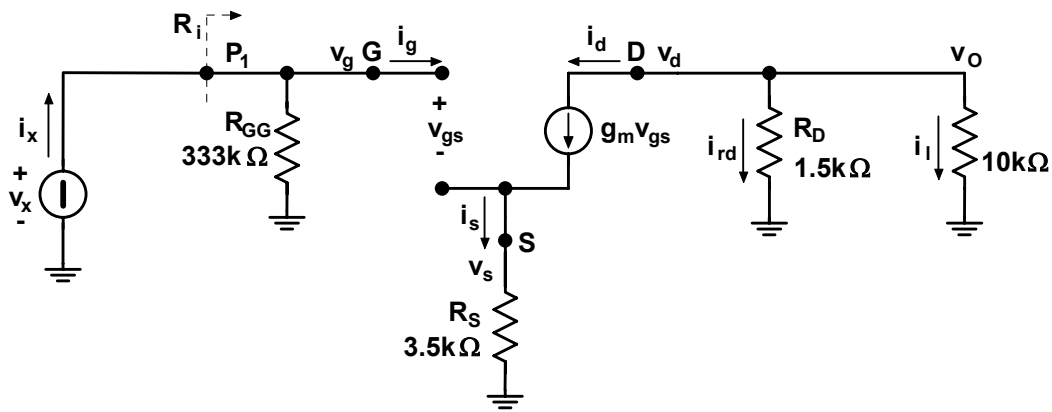 R_i
P_1
v_g G i_g
i_d D v_d
v_O
i_x
R_GG
333kΩ
+
v_gs
-
g_m v_gs
i_rd
R_D
1.5kΩ
i_l
10kΩ
+
v_x
-
i_s
S
v_s
R_S
3.5kΩ